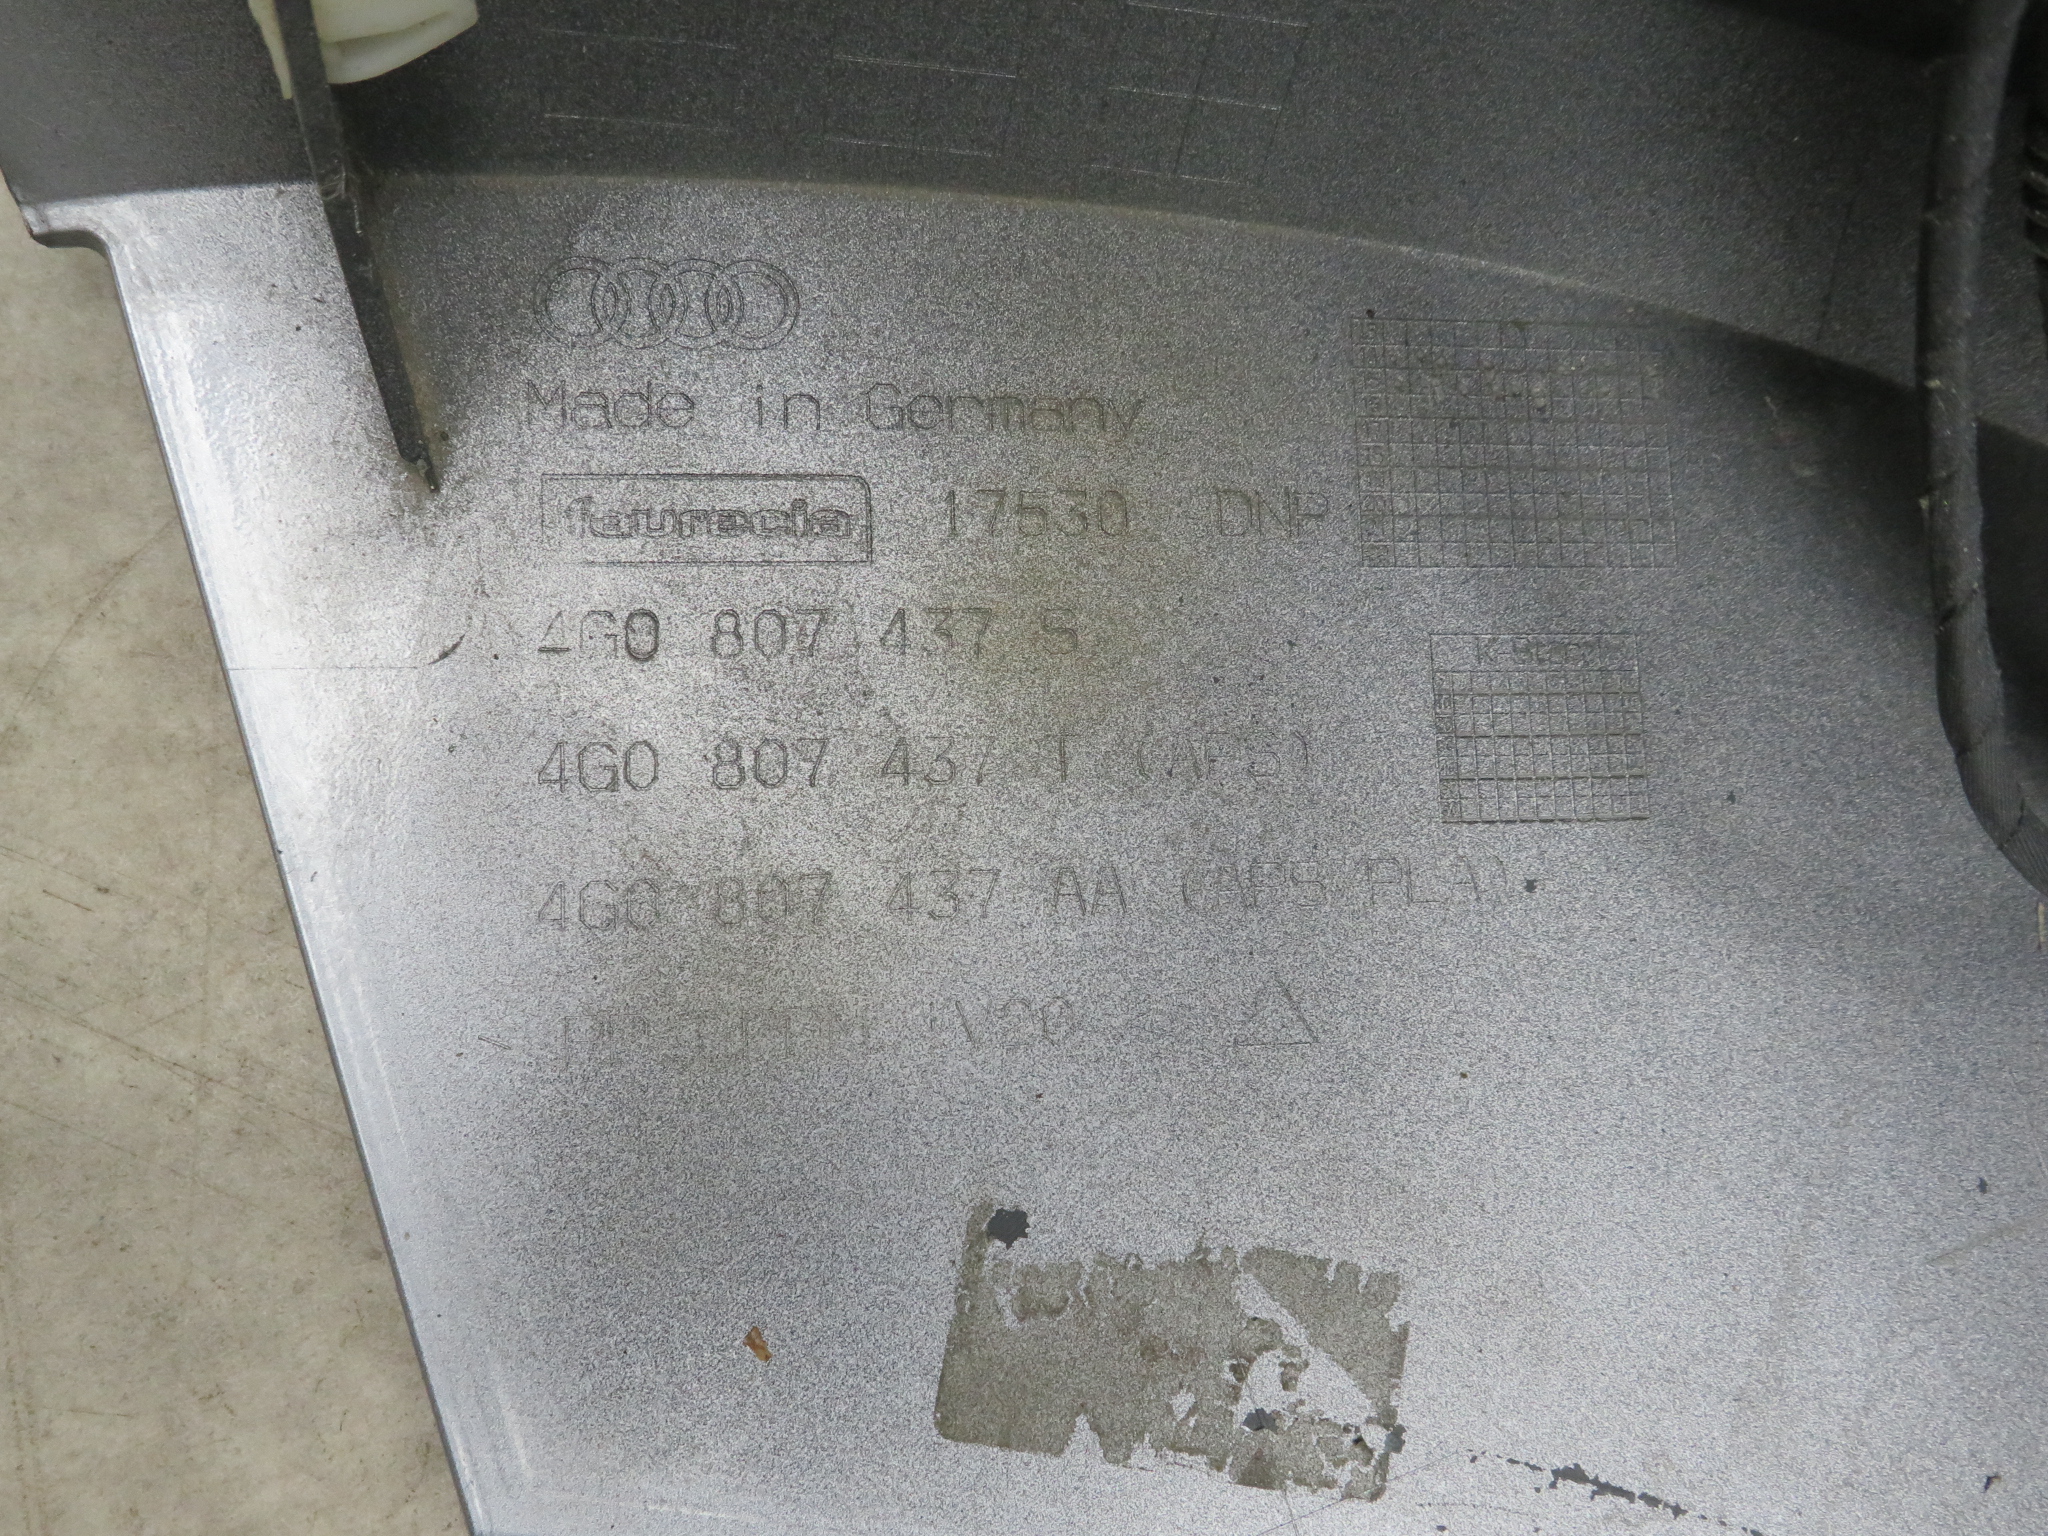 Made in Germany
faurecia 17530 DNP
4G0 807 437 S
4G0 807 437 T (APS)
4G0 807 437 AA (APS/PLA)
V00